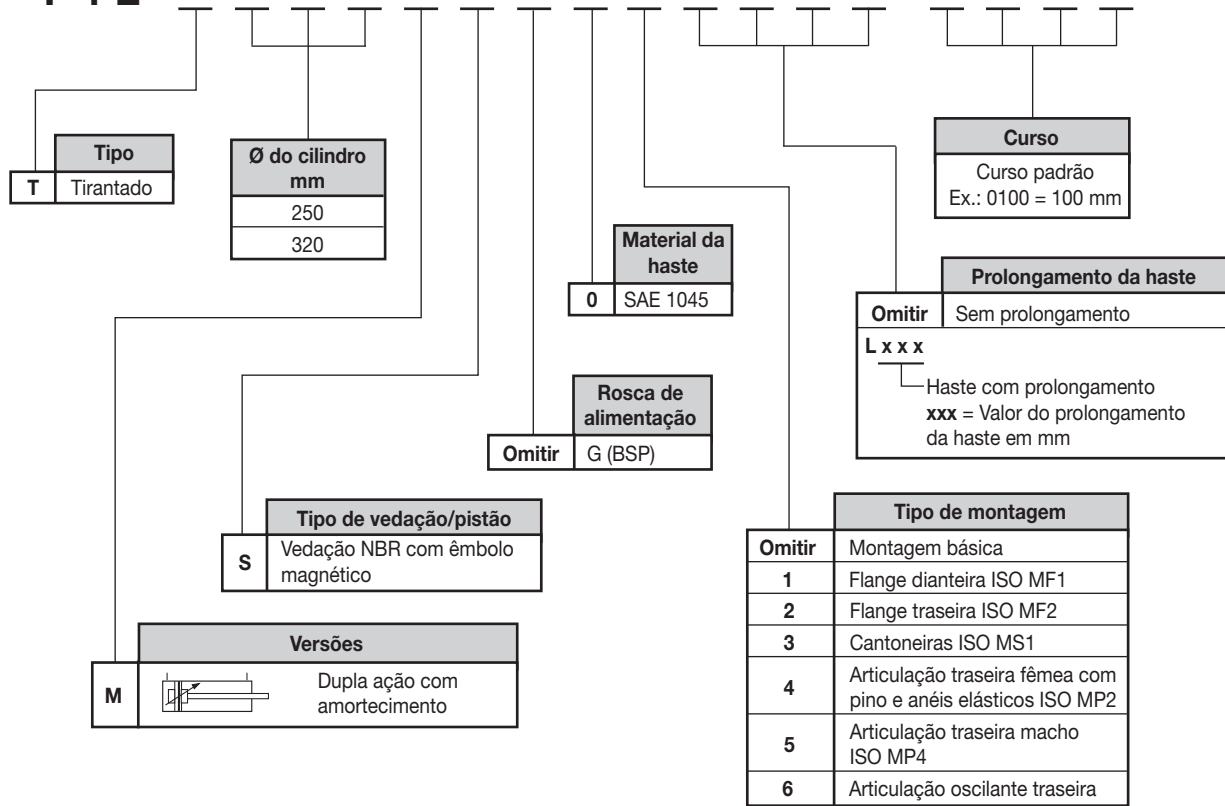 Tipo
T Tirantado
Ø do cilindro
mm
250
320
Curso
Curso padrão
Ex.: 0100 = 100 mm
Material da
haste
0 SAE 1045
Prolongamento da haste
Omitir Sem prolongamento
L x x x
Haste com prolongamento
xxx = Valor do prolongamento
da haste em mm
Rosca de
alimentação
Omitir G (BSP)
Tipo de vedação/pistão
S Vedação NBR com êmbolo
magnético
Versões
M Dupla ação com
amortecimento
Tipo de montagem
Omitir Montagem básica
1 Flange dianteira ISO MF1
2 Flange traseira ISO MF2
3 Cantoneiras ISO MS1
4 Articulação traseira fêmea com
pino e anéis elásticos ISO MP2
5 Articulação traseira macho
ISO MP4
6 Articulação oscilante traseira